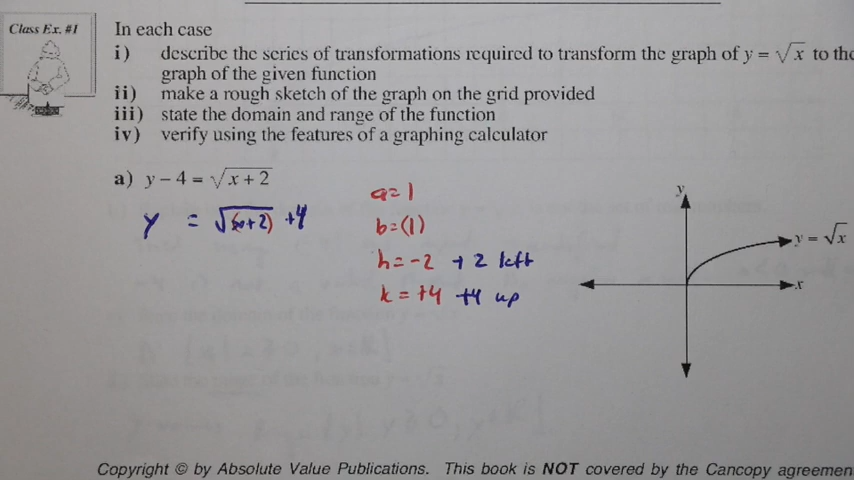 Class Ex. #1
In each case
i) describe the series of transformations required to transform the graph of y = √x to the
graph of the given function
ii) make a rough sketch of the graph on the grid provided
iii) state the domain and range of the function
iv) verify using the features of a graphing calculator
a) y – 4 = √x + 2
y = √(x+2) +4
a=1
b=(1)
h=-2 +2 left
k=+4 +4 up
y
y = √x
x
Copyright © by Absolute Value Publications. This book is NOT covered by the Cancopy agreemen